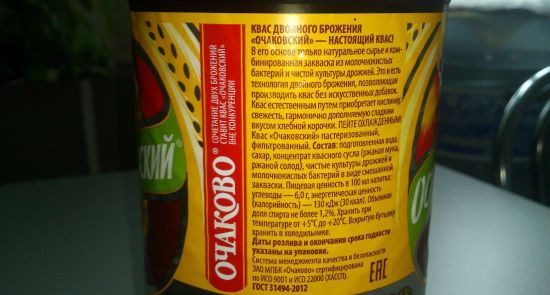 КВАС ДВОЙНОГО БРОЖЕНИЯ
«ОЧАКОВСКИЙ» — НАСТОЯЩИЙ КВАС!
В его основе только натуральное сырье и ком-
бинированная закваска из молочнокислых
бактерий и чистой культуры дрожжей. Это и есть
технология двойного брожения, позволяющая
производить квас без искусственных добавок.
Квас естественным путем приобретает кислинку,
свежесть, гармонично дополняемую сладким
вкусом хлебной корочки. ПЕЙТЕ ОХЛАЖДЕННЫМ!
Квас «Очаковский» пастеризованный,
фильтрованный. Состав: подготовленная вода,
сахар, концентрат квасного сусла (ржаная мука,
ржаной солод), чистые культуры дрожжей и
молочнокислых бактерий в виде смешанной
закваски. Пищевая ценность в 100 мл напитка:
углеводы — 6,0 г, энергетическая ценность
(калорийность) — 130 кДж (30 ккал). Объемная
доля спирта не более 1,2%. Хранить при
температуре от +5°С до +20°С. Вскрытую бутылку
хранить в холодильнике.
Даты розлива и окончания срока годности
указаны на упаковке.
Система менеджмента качества и безопасности
ЗАО МПБК «Очаково» сертифицирована
по ИСО 9001 и ИСО 22000 (ХАССП).
ГОСТ 31494-2012
EAC
ОЧАКОВО®
СОЧЕТАНИЕ ДВУХ БРОЖЕНИЙ
СТАВИТ КВАС «ОЧАКОВСКИЙ»
ВНЕ КОНКУРЕНЦИИ
СКИЙ®